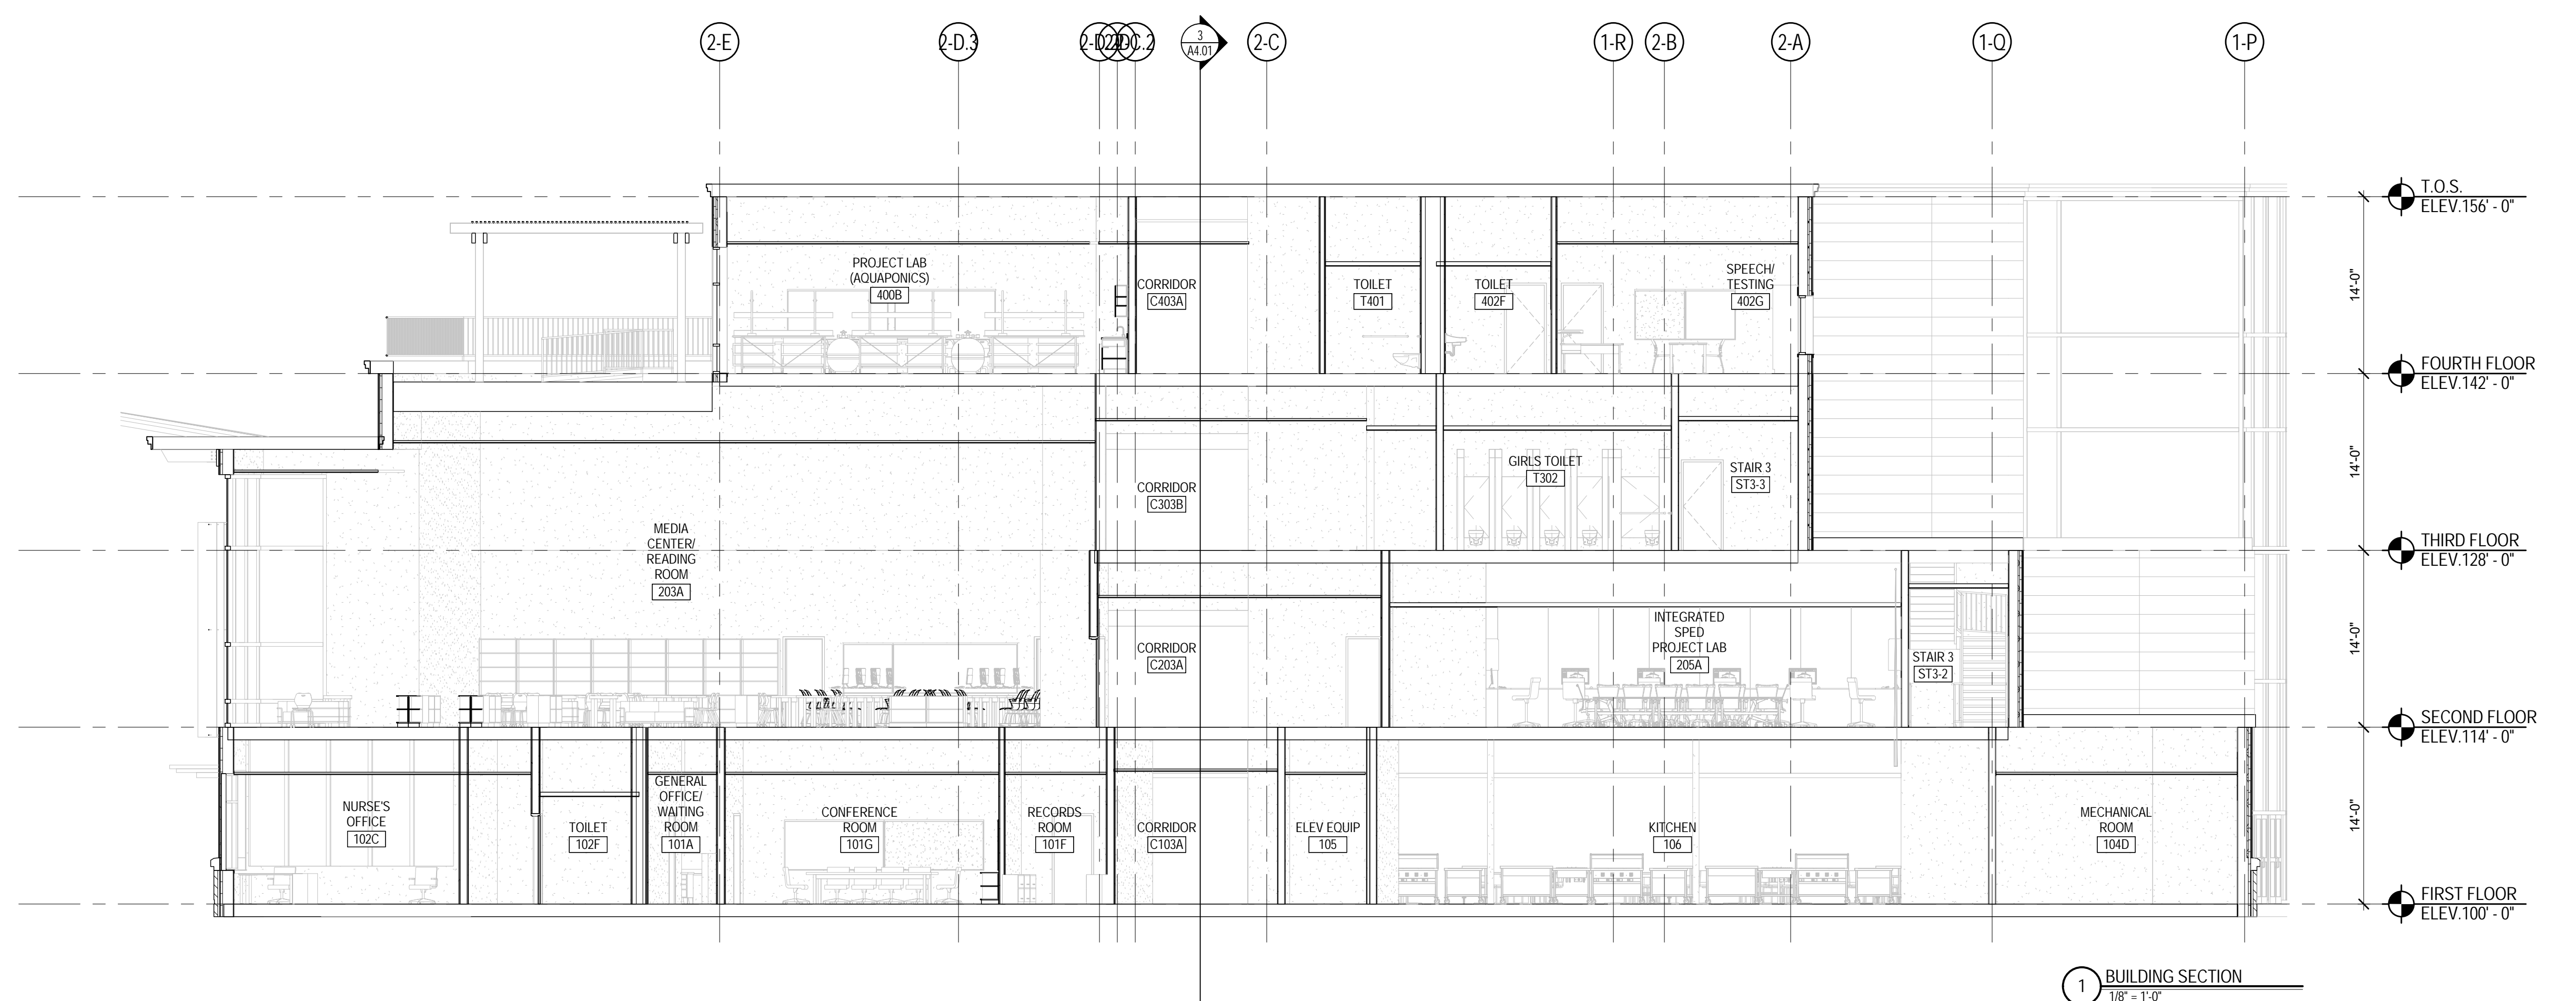 2-E
2-D.3
3
A4.01
2-C
1-R
2-B
2-A
1-Q
1-P
T.O.S.
ELEV.156' - 0"
14'-0"
PROJECT LAB
(AQUAPONICS)
400B
CORRIDOR
C403A
TOILET
T401
TOILET
402F
SPEECH/
TESTING
402G
FOURTH FLOOR
ELEV.142' - 0"
14'-0"
MEDIA
CENTER/
READING
ROOM
203A
CORRIDOR
C303B
GIRLS TOILET
T302
STAIR 3
ST3-3
THIRD FLOOR
ELEV.128' - 0"
14'-0"
CORRIDOR
C203A
INTEGRATED
SPED
PROJECT LAB
205A
STAIR 3
ST3-2
SECOND FLOOR
ELEV.114' - 0"
14'-0"
NURSE'S
OFFICE
102C
TOILET
102F
GENERAL
OFFICE/
WAITING
ROOM
101A
CONFERENCE
ROOM
101G
RECORDS
ROOM
101F
CORRIDOR
C103A
ELEV EQUIP
105
KITCHEN
106
MECHANICAL
ROOM
104D
FIRST FLOOR
ELEV.100' - 0"
1
BUILDING SECTION
1/8" = 1'-0"